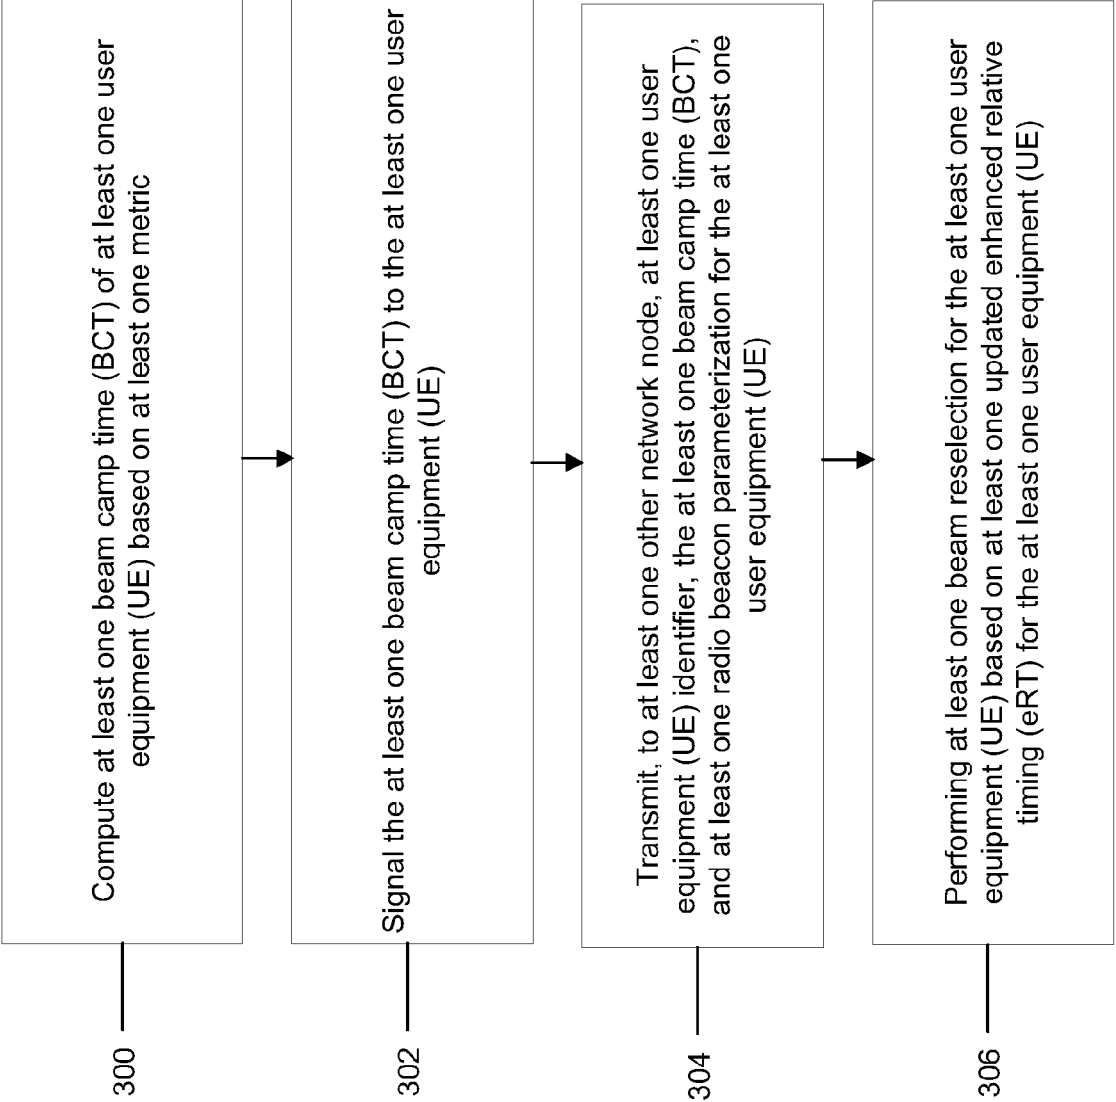 300
Compute at least one beam camp time (BCT) of at least one user
equipment (UE) based on at least one metric
302
Signal the at least one beam camp time (BCT) to the at least one user
equipment (UE)
304
Transmit, to at least one other network node, at least one user
equipment (UE) identifier, the at least one beam camp time (BCT),
and at least one radio beacon parameterization for the at least one
user equipment (UE)
306
Performing at least one beam reselection for the at least one user
equipment (UE) based on at least one updated enhanced relative
timing (eRT) for the at least one user equipment (UE)